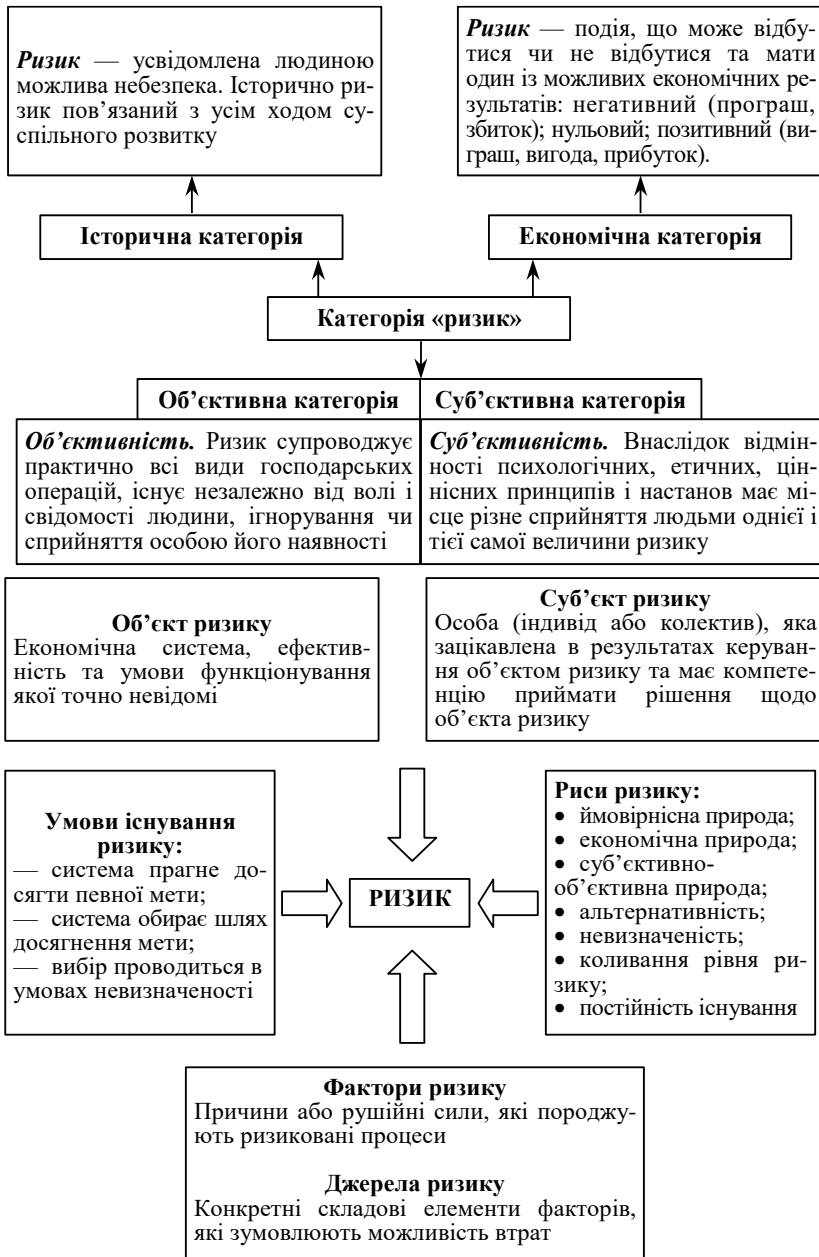 Ризик — усвідомлена людиною
можлива небезпека. Історично ри-
зик пов’язаний з усім ходом су-
спільного розвитку
Ризик — подія, що може відбу-
тися чи не відбутися та мати
один із можливих економічних ре-
зультатів: негативний (програш,
збиток); нульовий; позитивний (ви-
граш, вигода, прибуток).
Історична категорія
Економічна категорія
Категорія «ризик»
Об’єктивна категорія
Суб’єктивна категорія
Об’єктивність. Ризик супроводжує
практично всі види господарських
операцій, існує незалежно від волі і
свідомості людини, ігнорування чи
сприйняття особою його наявності
Суб’єктивність. Внаслідок відмін-
ності психологічних, етичних, цін-
нісних принципів і настанов має мі-
сце різне сприйняття людьми однієї і
тієї самої величини ризику
Об’єкт ризику
Економічна система, ефектив-
ність та умови функціонування
якої точно невідомі
Суб’єкт ризику
Особа (індивід або колектив), яка
зацікавлена в результатах керуван-
ня об’єктом ризику та має компетен-
цію приймати рішення щодо
об’єкта ризику
Умови існування
ризику:
— система прагне до-
сягти певної мети;
— система обирає шлях
досягнення мети;
— вибір проводиться в
умовах невизначеності
РИЗИК
Риси ризику:
• ймовірнісна природа;
• економічна природа;
• суб’єктивно-
об’єктивна природа;
• альтернативність;
• невизначеність;
• коливання рівня ри-
зику;
• постійність існування
Фактори ризику
Причини або рушійні сили, які породжу-
ють ризиковані процеси
Джерела ризику
Конкретні складові елементи факторів,
які зумовлюють можливість втрат